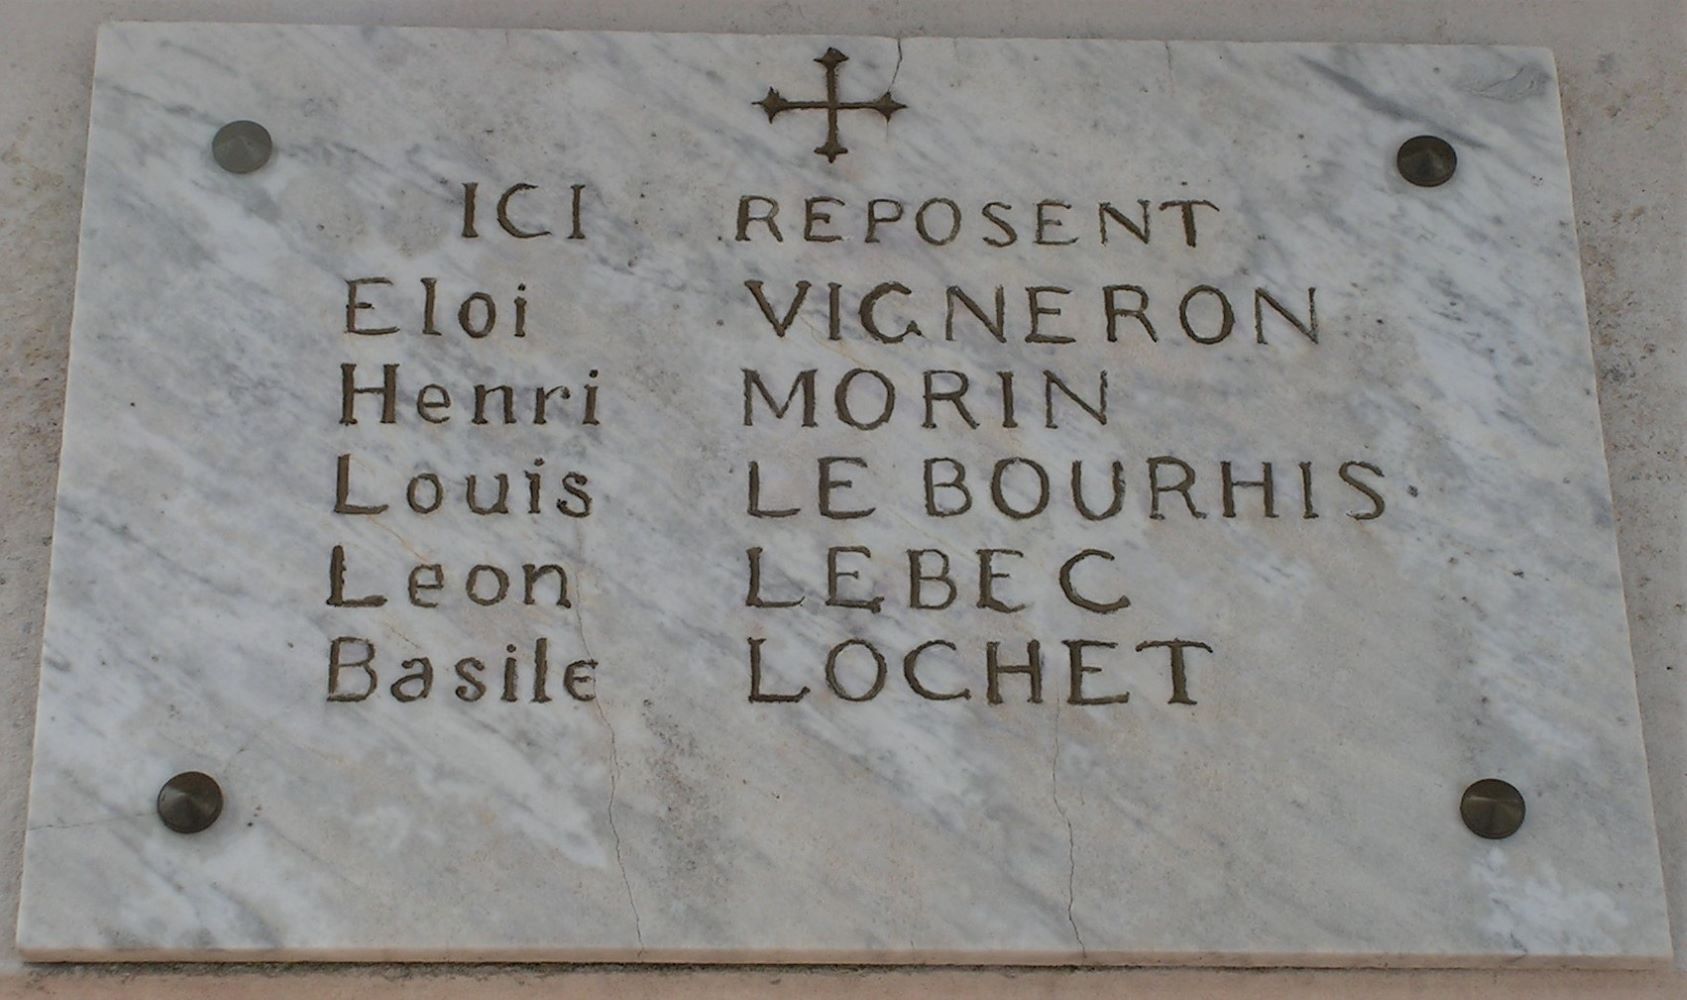 ICI REPOSENT
Eloi VIGNERON
Henri MORIN
Louis LE BOURHIS
Leon LEBEC
Basile LOCHET